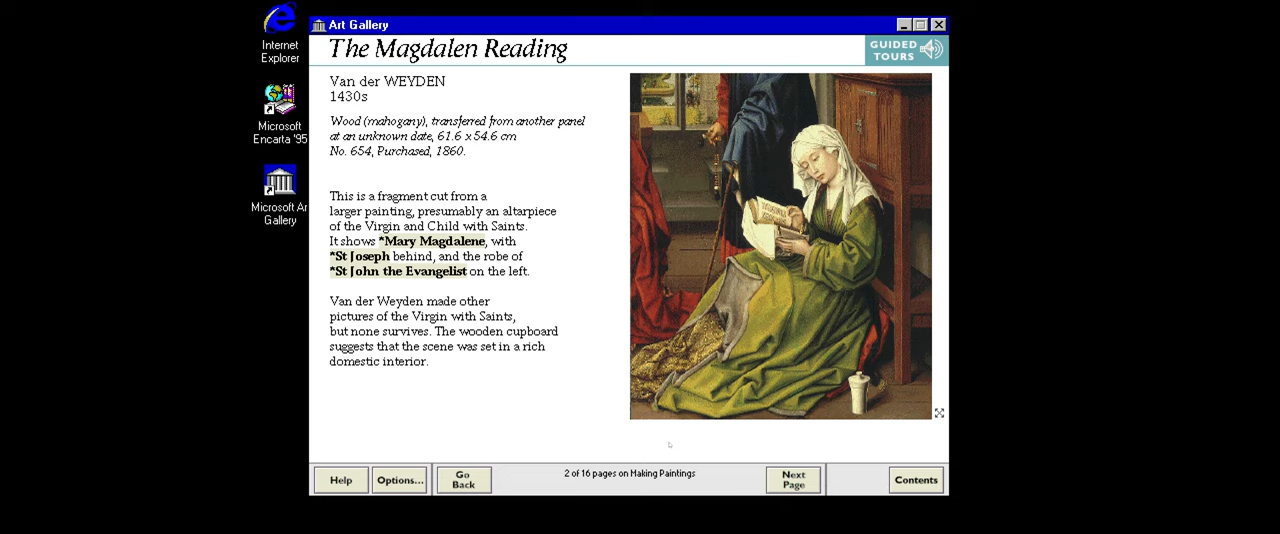 Internet
Explorer
Microsoft
Encarta '95
Microsoft Ar
Gallery
Art Gallery
The Magdalen Reading
GUIDED
TOURS
Van der WEYDEN
1430s
Wood (mahogany), transferred from another panel
at an unknown date, 61.6 x 54.6 cm
No. 654, Purchased, 1860.
This is a fragment cut from a
larger painting, presumably an altarpiece
of the Virgin and Child with Saints.
It shows *Mary Magdalene, with
*St Joseph behind, and the robe of
*St John the Evangelist on the left.
Van der Weyden made other
pictures of the Virgin with Saints,
but none survives. The wooden cupboard
suggests that the scene was set in a rich
domestic interior.
Help
Options...
Go
Back
2 of 16 pages on Making Paintings
Next
Page
Contents